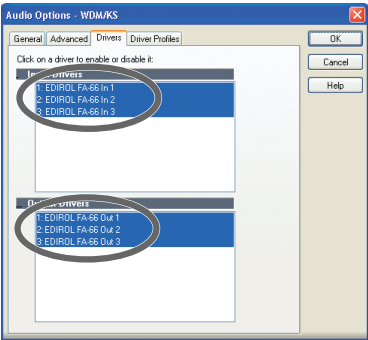 Audio Options - WDM/KS
General Advanced Drivers Driver Profiles
OK
Cancel
Help
Click on a driver to enable or disable it:
Input Drivers
1: EDIROL FA-66 In 1
2: EDIROL FA-66 In 2
3: EDIROL FA-66 In 3
Output Drivers
1: EDIROL FA-66 Out 1
2: EDIROL FA-66 Out 2
3: EDIROL FA-66 Out 3